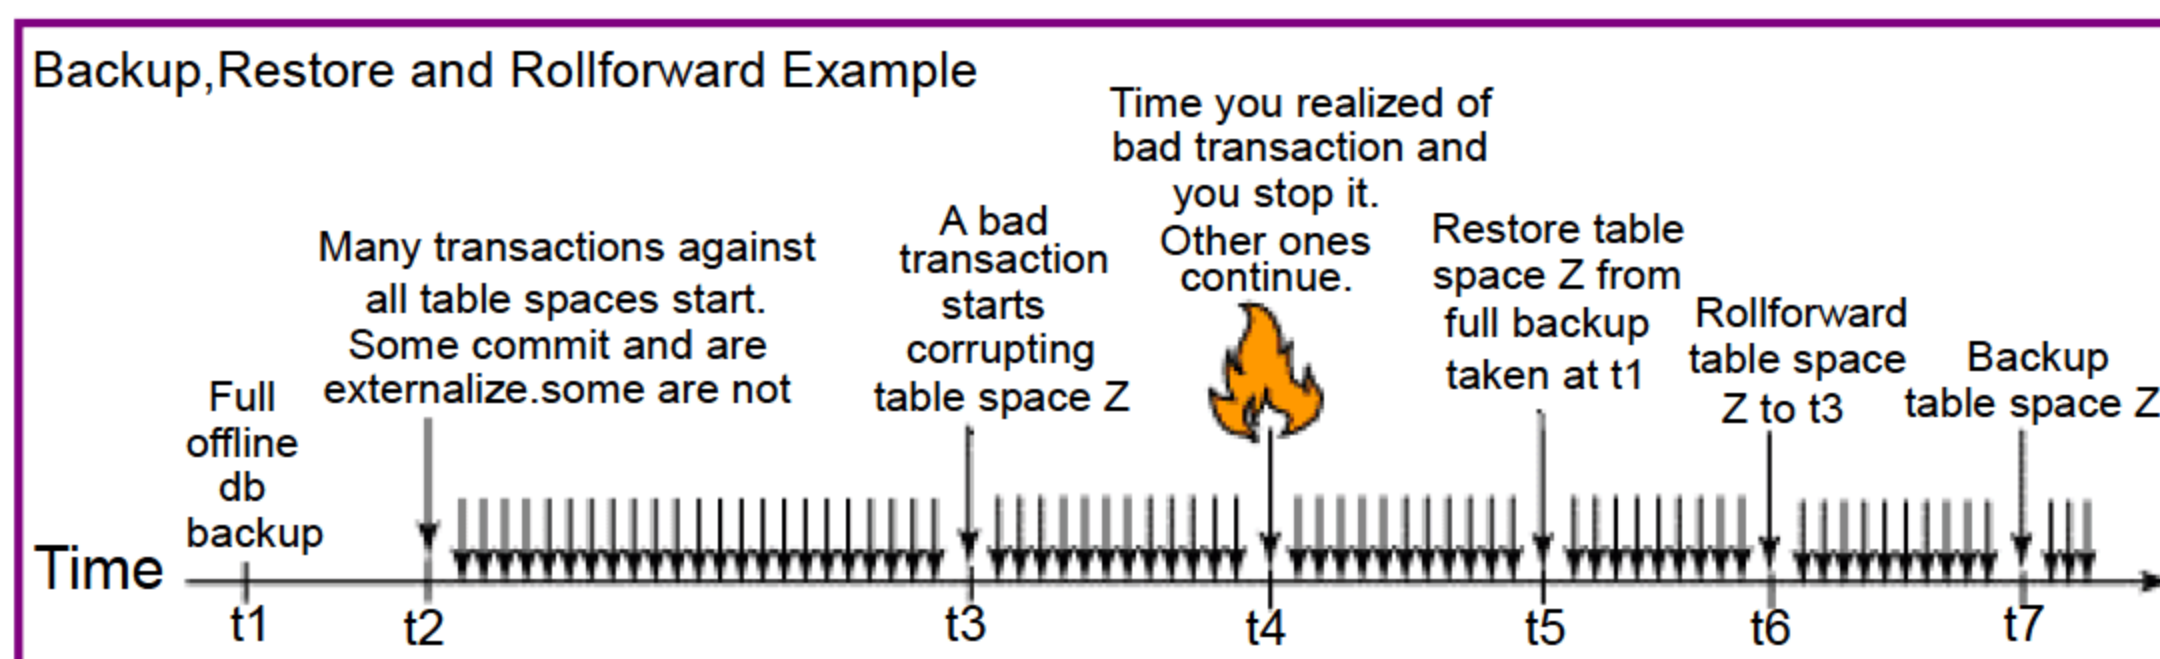 Backup,Restore and Rollforward Example
Full
offline
db
backup
Many transactions against
all table spaces start.
Some commit and are
externalize.some are not
A bad
transaction
starts
corrupting
table space Z
Time you realized of
bad transaction and
you stop it.
Other ones
continue.
Restore table
space Z from
full backup
taken at t1
Rollforward
table space
Z to t3
Backup
table space Z
Time
t1
t2
t3
t4
t5
t6
t7